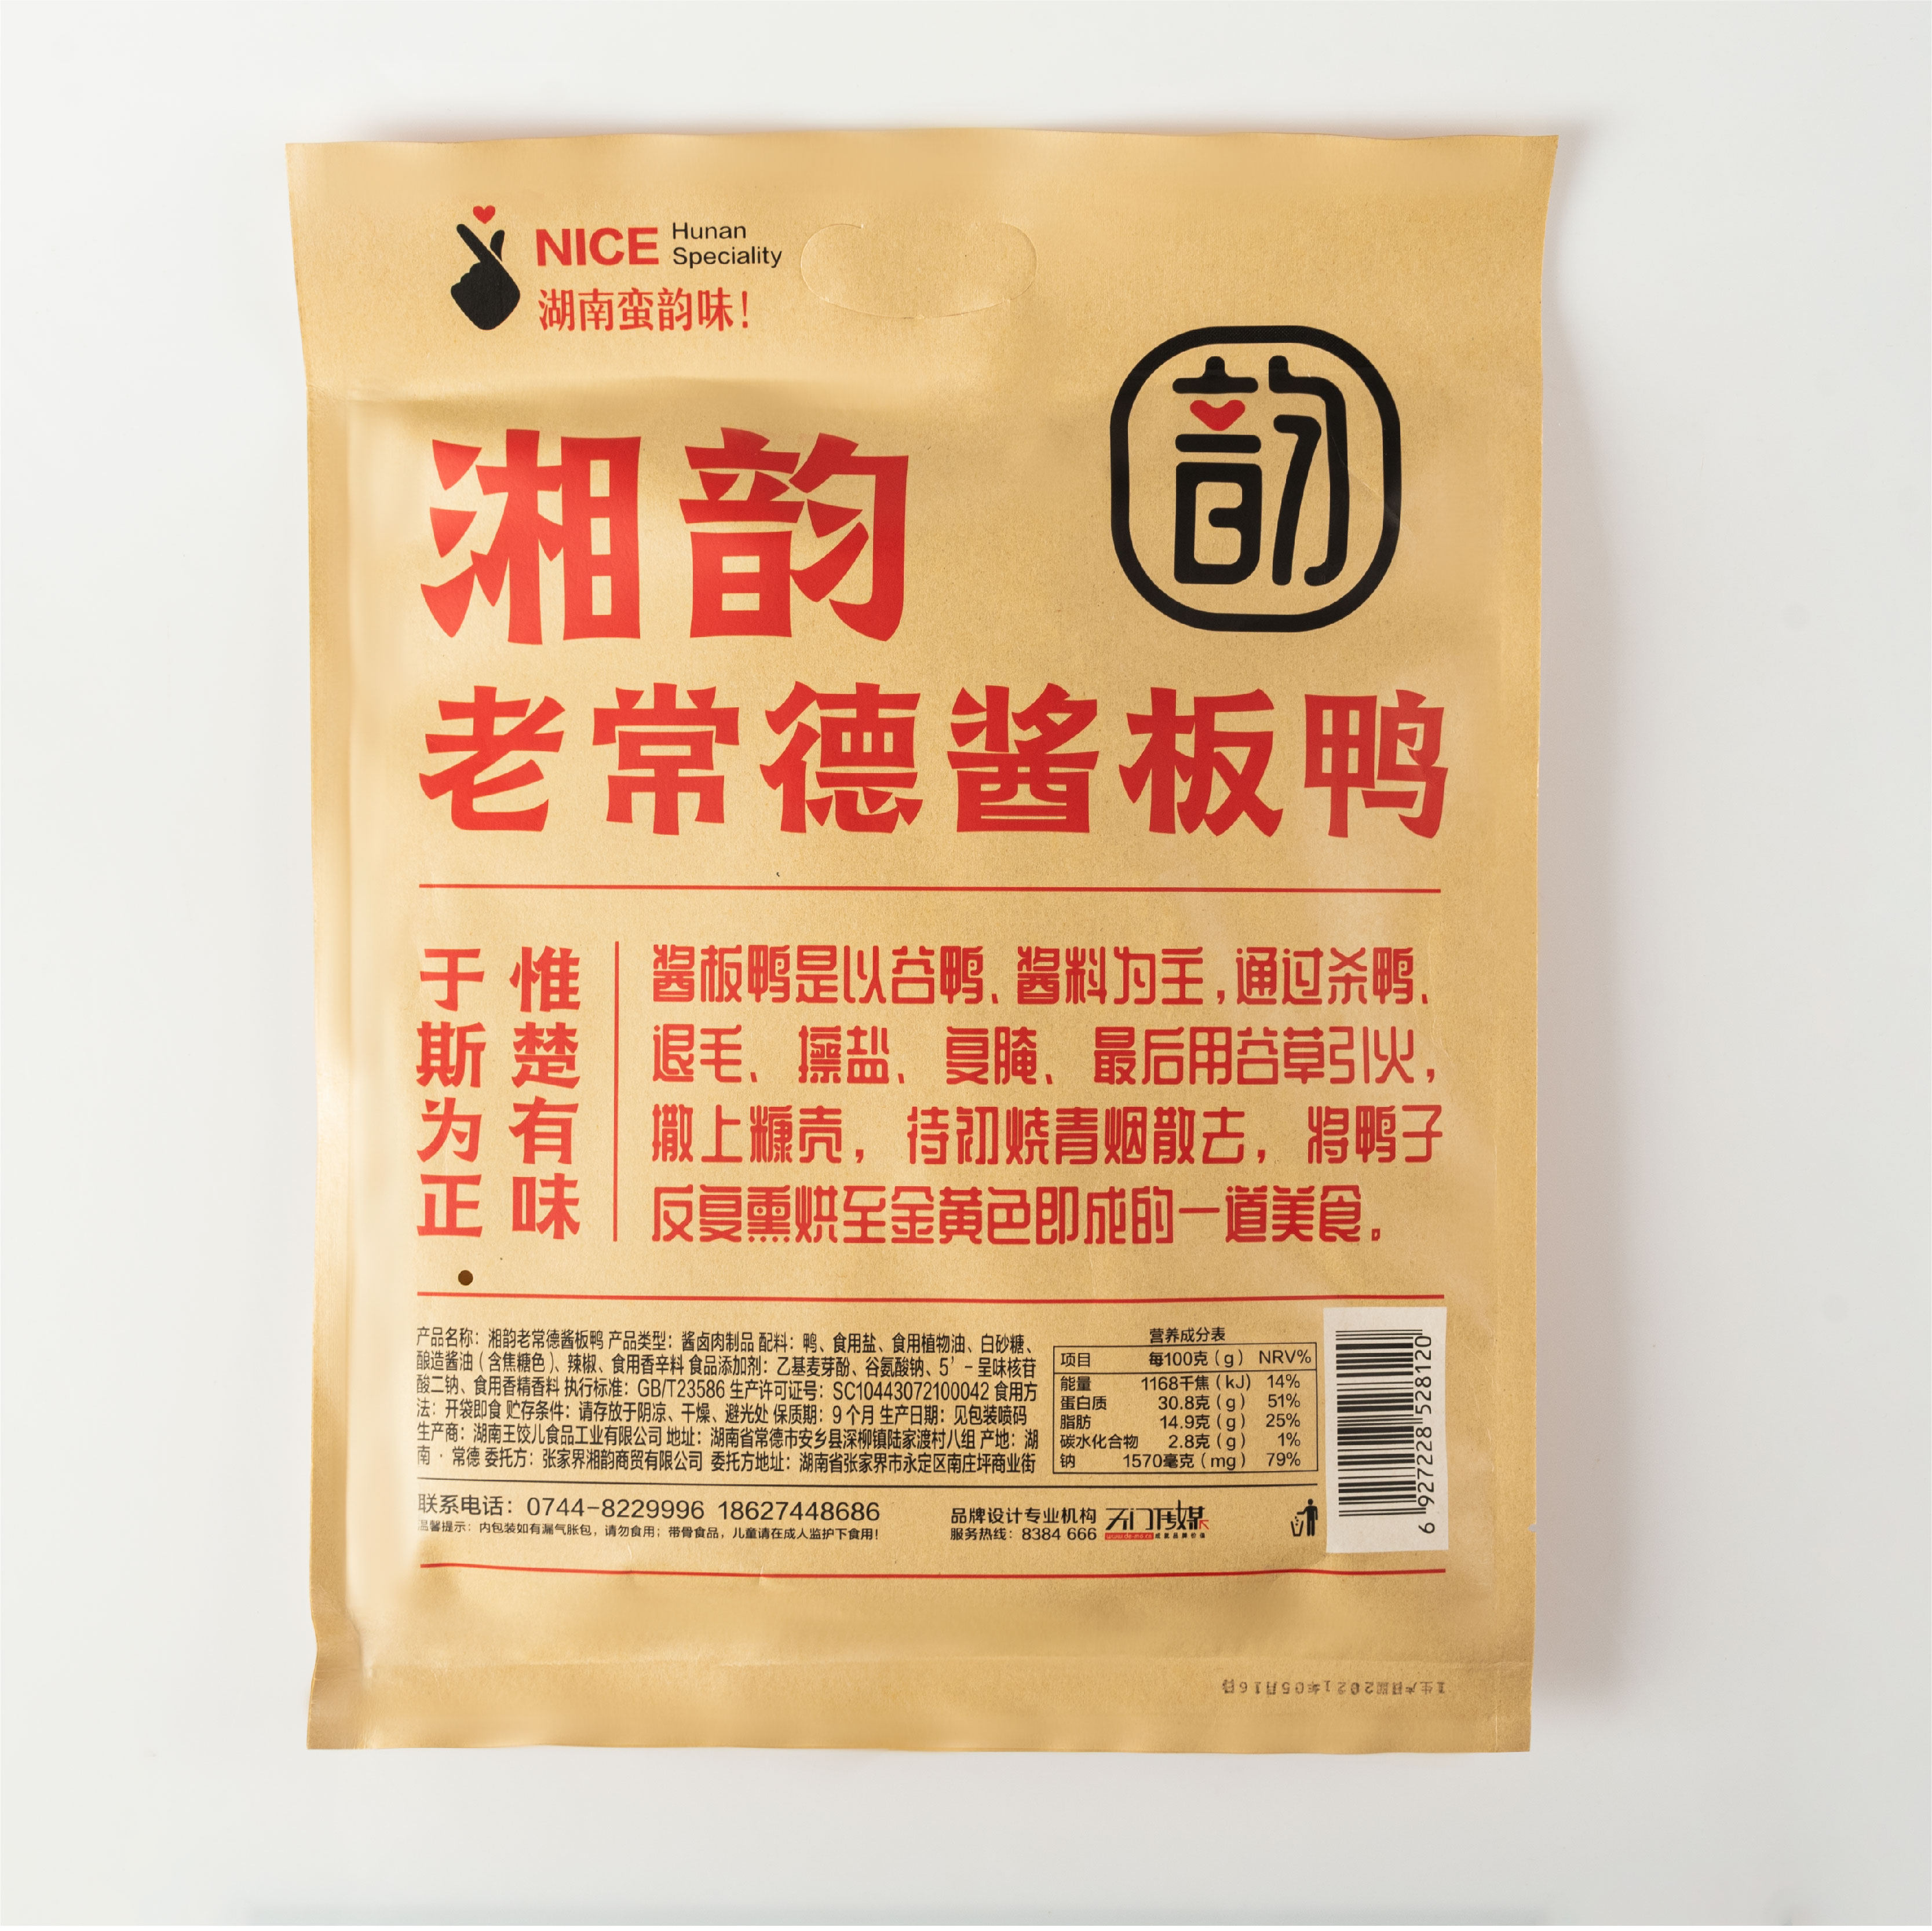 NICE Hunan
Speciality
湖南蛮韵味！
韵
湘韵
老常德酱板鸭
惟楚有味
于斯为正
酱板鸭是以谷鸭、酱料为主，通过杀鸭、
退毛、擦盐、复腌、最后用谷草引火，
撒上糠壳，待初烧青烟散去，将鸭子
反复熏烘至金黄色即成的一道美食。
产品名称：湘韵老常德酱板鸭 产品类型：酱卤肉制品 配料：鸭、食用盐、食用植物油、白砂糖、
酿造酱油（含焦糖色）、辣椒、食用香辛料 食品添加剂：乙基麦芽酚、谷氨酸钠、5’－呈味核苷
酸二钠、食用香精香料 执行标准：GB/T23586 生产许可证号：SC10443072100042 食用方
法：开袋即食 贮存条件：请存放于阴凉、干燥、避光处 保质期：9个月 生产日期：见包装喷码
生产商：湖南王饺儿食品工业有限公司 地址：湖南省常德市安乡县深柳镇陆家渡村八组 产地：湖
南·常德 委托方：张家界湘韵商贸有限公司 委托方地址：湖南省张家界市永定区南庄坪商业街
营养成分表
项目 每100克（g） NRV%
能量 1168千焦（kJ） 14%
蛋白质 30.8克（g） 51%
脂肪 14.9克（g） 25%
碳水化合物 2.8克（g） 1%
钠 1570毫克（mg） 79%
6 927228 528120
联系电话：0744-8229996 18627448686
温馨提示：内包装如有漏气胀包，请勿食用；带骨食品，儿童请在成人监护下食用！
品牌设计专业机构
服务热线：8384 666
生产日期2021年05月16日